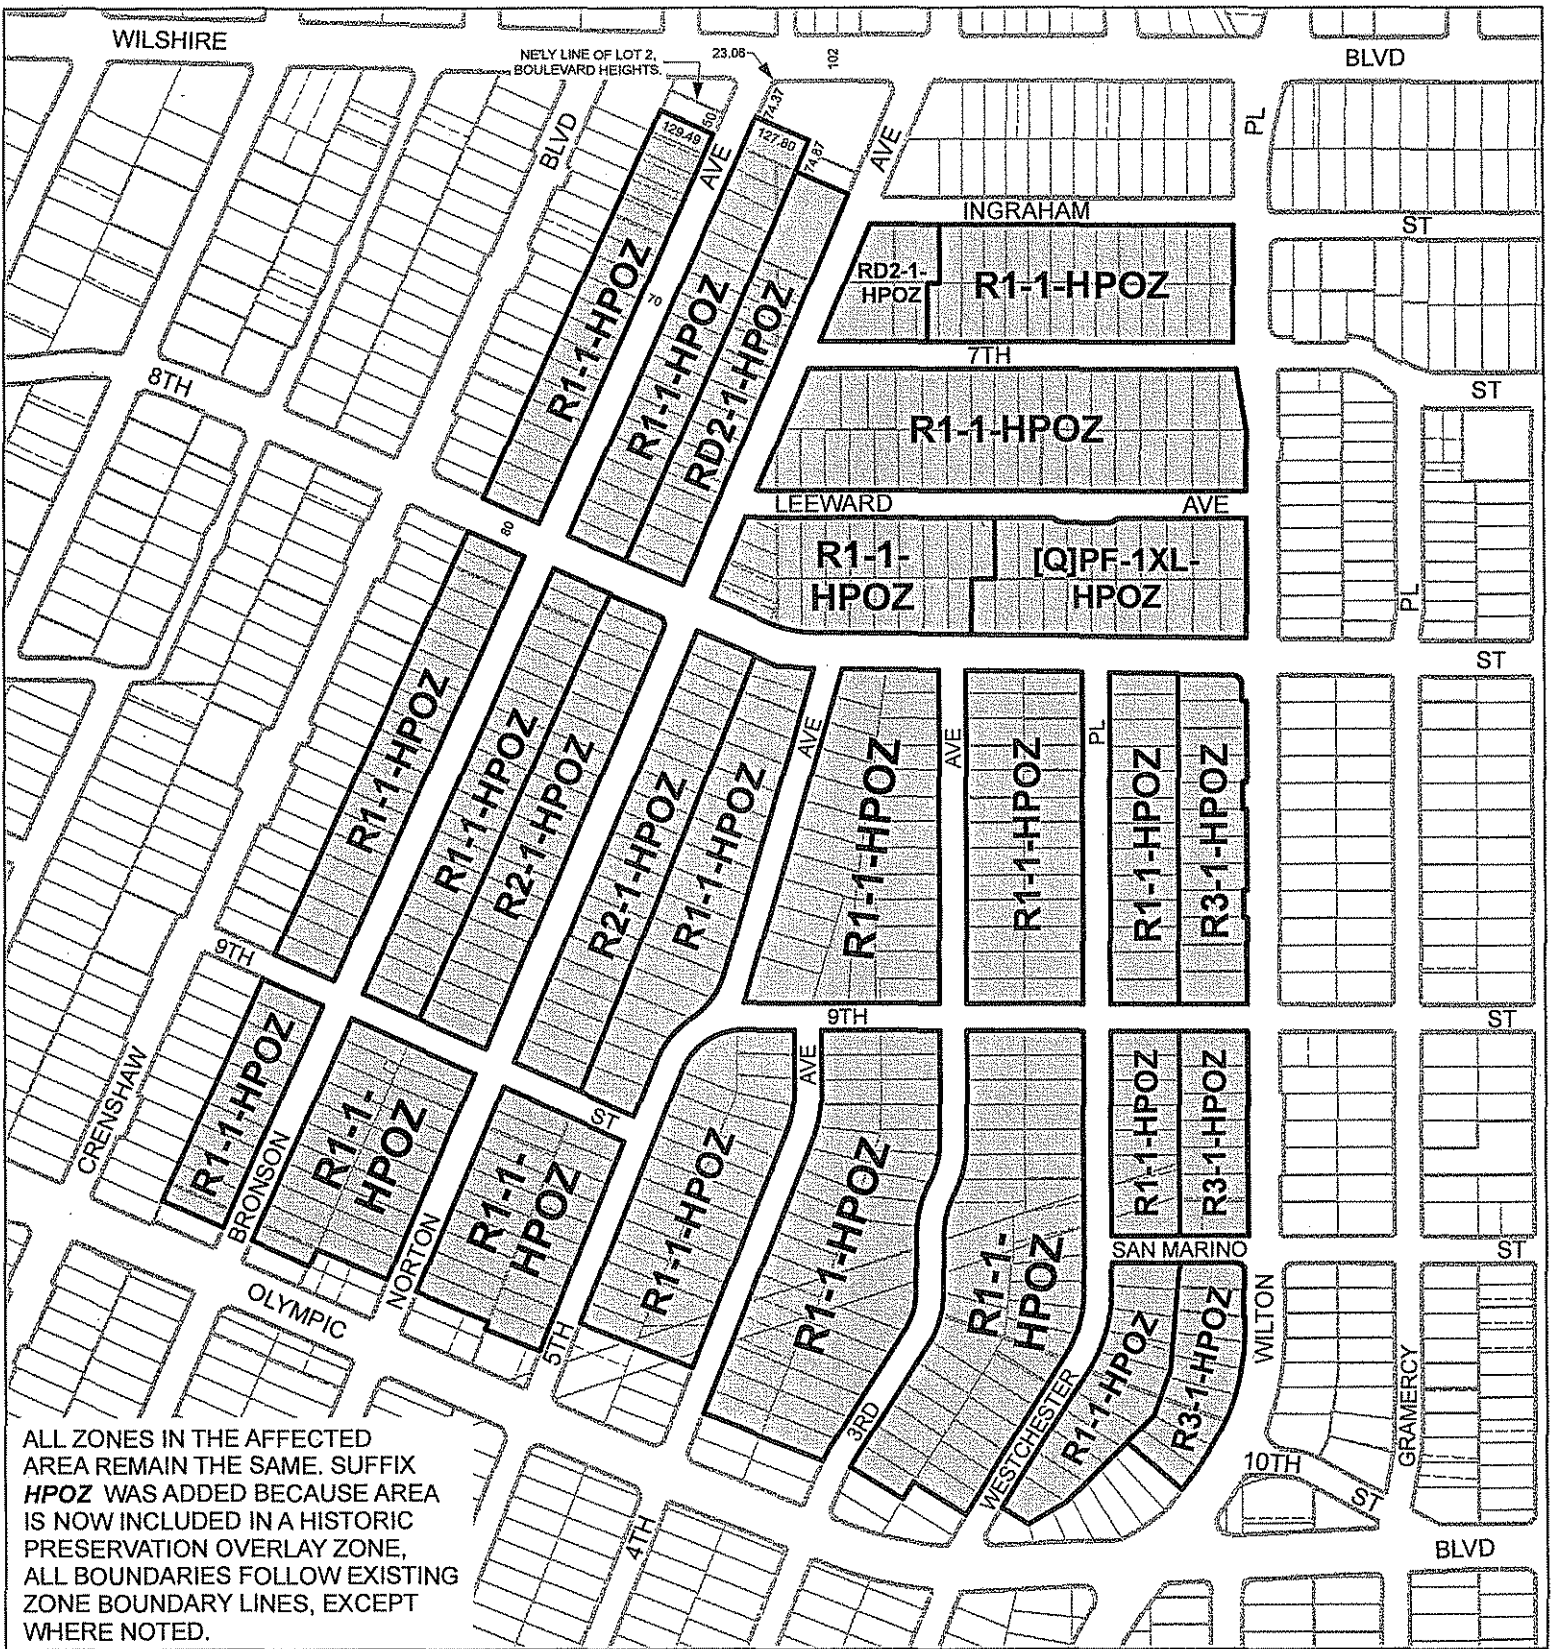 WILSHIRE
BLVD
NE'LY LINE OF LOT 2,
BOULEVARD HEIGHTS.
23.06
102
74.37
50
129.49
127.80
74.87
BLVD
AVE
AVE
PL
INGRAHAM
ST
RD2-1-
HPOZ
R1-1-HPOZ
R1-1-HPOZ
70
R1-1-HPOZ
RD2-1-HPOZ
7TH
ST
8TH
R1-1-HPOZ
LEEWARD
AVE
80
R1-1-
HPOZ
[Q]PF-1XL-
HPOZ
PL
ST
R1-1-HPOZ
R1-1-HPOZ
R2-1-HPOZ
R2-1-HPOZ
R1-1-HPOZ
AVE
R1-1-HPOZ
AVE
R1-1-HPOZ
PL
R1-1-HPOZ
R3-1-HPOZ
9TH
9TH
ST
CRENSHAW
R1-1-HPOZ
BRONSON
R1-1-
HPOZ
NORTON
R1-1-
HPOZ
ST
5TH
R1-1-HPOZ
AVE
R1-1-HPOZ
R1-1-
HPOZ
R1-1-HPOZ
R3-1-HPOZ
SAN MARINO
ST
OLYMPIC
WILTON
3RD
WESTCHESTER
R1-1-HPOZ
R3-1-HPOZ
GRAMERCY
10TH
ST
4TH
BLVD
ALL ZONES IN THE AFFECTED
AREA REMAIN THE SAME. SUFFIX
HPOZ WAS ADDED BECAUSE AREA
IS NOW INCLUDED IN A HISTORIC
PRESERVATION OVERLAY ZONE,
ALL BOUNDARIES FOLLOW EXISTING
ZONE BOUNDARY LINES, EXCEPT
WHERE NOTED.